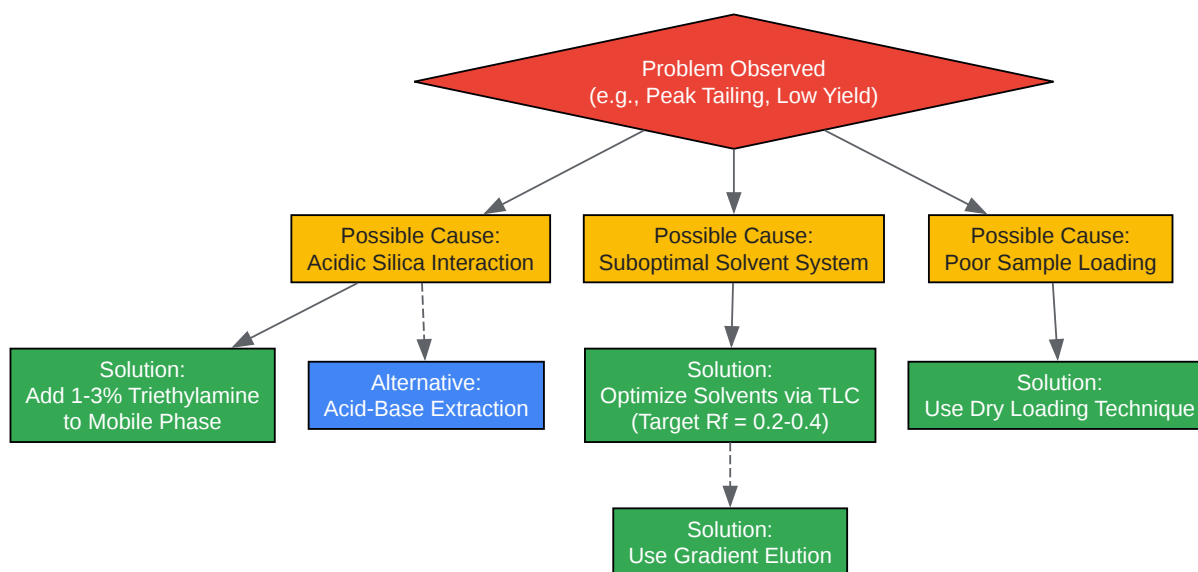 Problem Observed
(e.g., Peak Tailing, Low Yield)
Possible Cause:
Acidic Silica Interaction
Possible Cause:
Suboptimal Solvent System
Possible Cause:
Poor Sample Loading
Solution:
Add 1-3% Triethylamine
to Mobile Phase
Alternative:
Acid-Base Extraction
Solution:
Optimize Solvents via TLC
(Target Rf = 0.2-0.4)
Solution:
Use Dry Loading Technique
Solution:
Use Gradient Elution